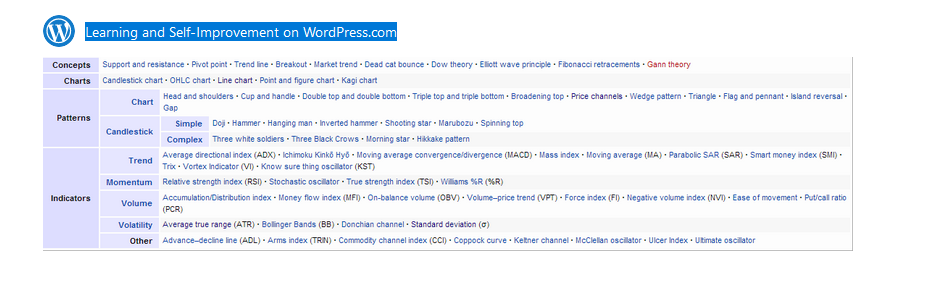 Learning and Self-Improvement on WordPress.com
Concepts Support and resistance • Pivot point • Trend line • Breakout • Market trend • Dead cat bounce • Dow theory • Elliott wave principle • Fibonacci retracements • Gann theory
Charts Candlestick chart • OHLC chart • Line chart • Point and figure chart • Kagi chart
Patterns
Chart
Head and shoulders • Cup and handle • Double top and double bottom • Triple top and triple bottom • Broadening top • Price channels • Wedge pattern • Triangle • Flag and pennant • Island reversal •
Gap
Candlestick
Simple Doji • Hammer • Hanging man • Inverted hammer • Shooting star • Marubozu • Spinning top
Complex Three white soldiers • Three Black Crows • Morning star • Hikkake pattern
Indicators
Trend
Average directional index (ADX) • Ichimoku Kinkō Hyō • Moving average convergence/divergence (MACD) • Mass index • Moving average (MA) • Parabolic SAR (SAR) • Smart money index (SMI) •
Trix • Vortex Indicator (VI) • Know sure thing oscillator (KST)
Momentum Relative strength index (RSI) • Stochastic oscillator • True strength index (TSI) • Williams %R (%R)
Volume
Accumulation/Distribution index • Money flow index (MFI) • On-balance volume (OBV) • Volume–price trend (VPT) • Force index (FI) • Negative volume index (NVI) • Ease of movement • Put/call ratio
(PCR)
Volatility Average true range (ATR) • Bollinger Bands (BB) • Donchian channel • Standard deviation (σ)
Other Advance–decline line (ADL) • Arms index (TRIN) • Commodity channel index (CCI) • Coppock curve • Keltner channel • McClellan oscillator • Ulcer Index • Ultimate oscillator